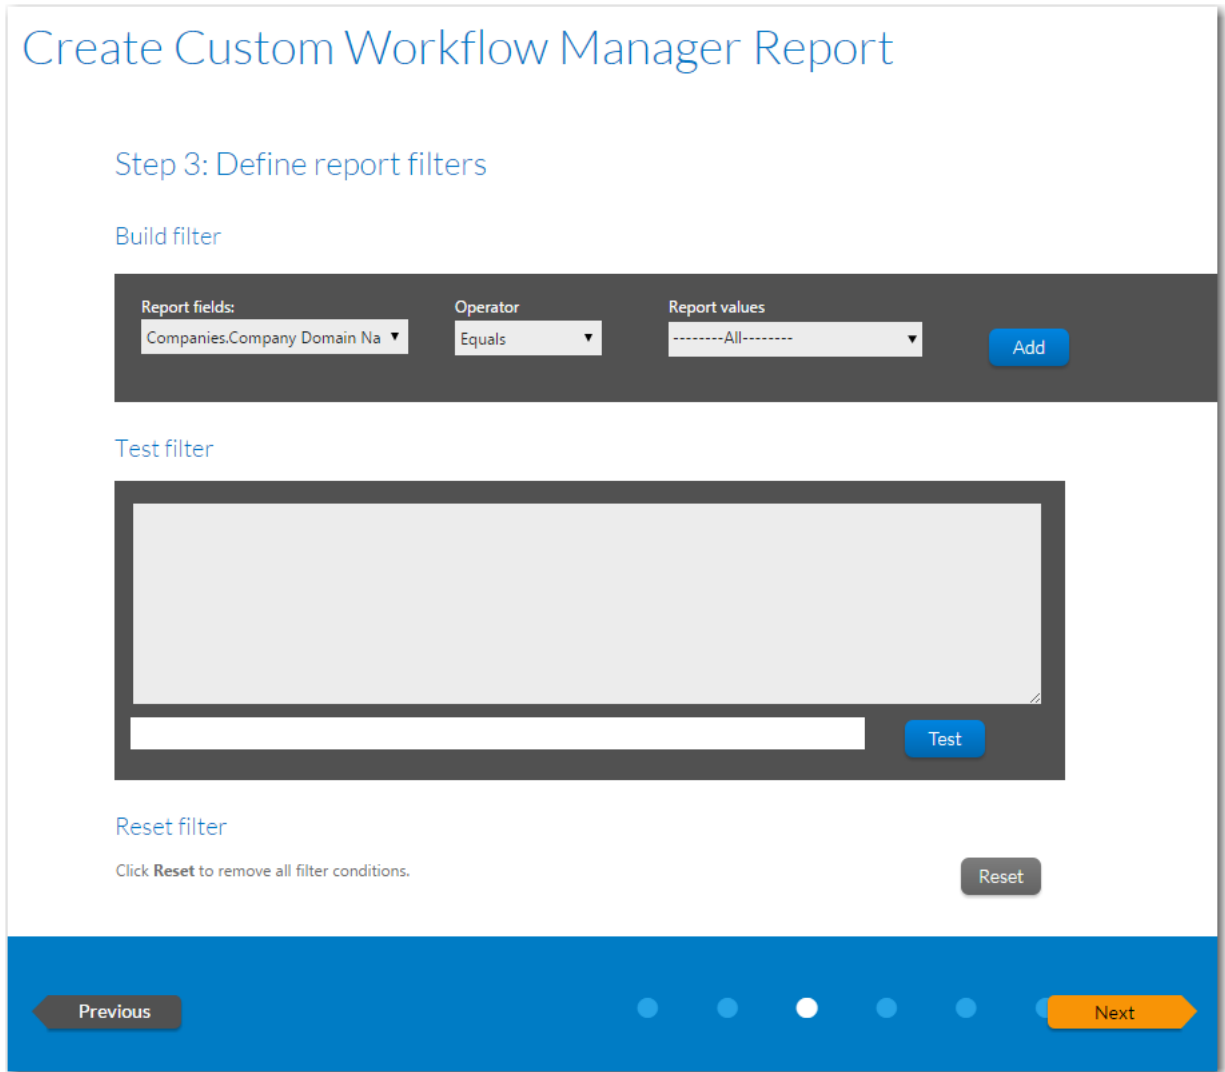 Create Custom Workflow Manager Report
Step 3: Define report filters
Build filter
Report fields: Operator Report values
Companies.Company Domain Na Equals --------All-------- Add
Test filter
Test
Reset filter
Click Reset to remove all filter conditions. Reset
Previous Next